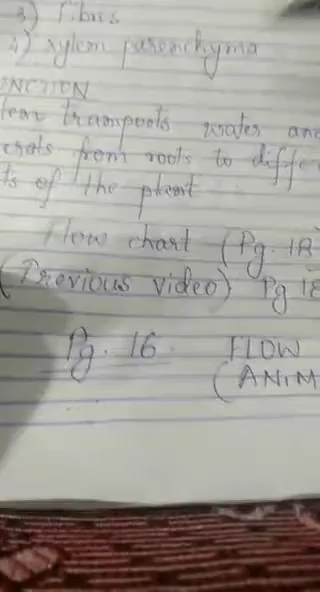 3) Fibres
4) xylem parenchyma
UNCTION
lem transports water and
erals from roots to diffe
ts of the plant
Flow chart (Pg. 18
(Previous video) Pg 18
Pg. 16. FLOW
(ANIM